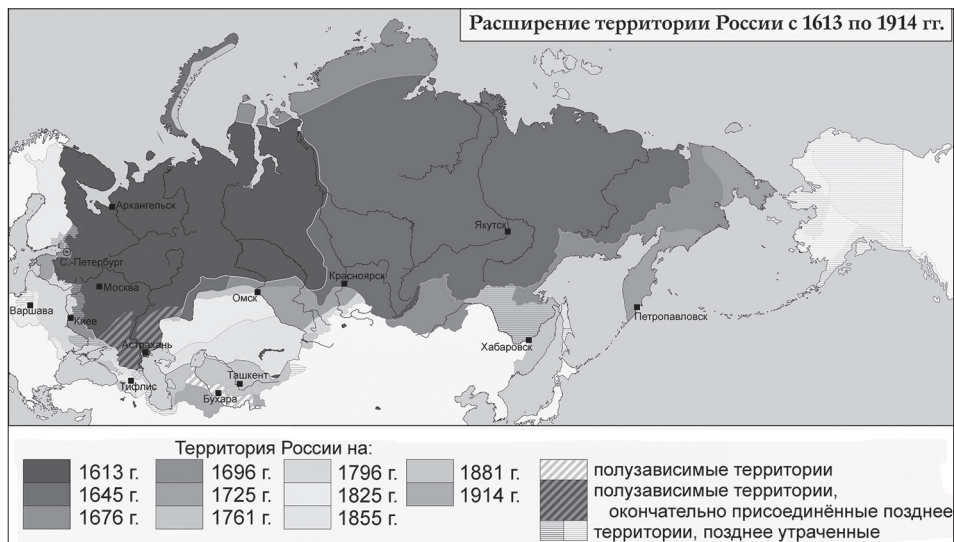 Расширение территории России с 1613 по 1914 гг.
Архангельск
Якутск
С.-Петербург
Москва
Красноярск
Омск
Варшава
Киев
Петропавловск
Астрахань
Хабаровск
Ташкент
Тифлис
Бухара
Территория России на:
1613 г.
1645 г.
1676 г.
1696 г.
1725 г.
1761 г.
1796 г.
1825 г.
1855 г.
1881 г.
1914 г.
полузависимые территории
полузависимые территории,
окончательно присоединённые позднее
территории, позднее утраченные